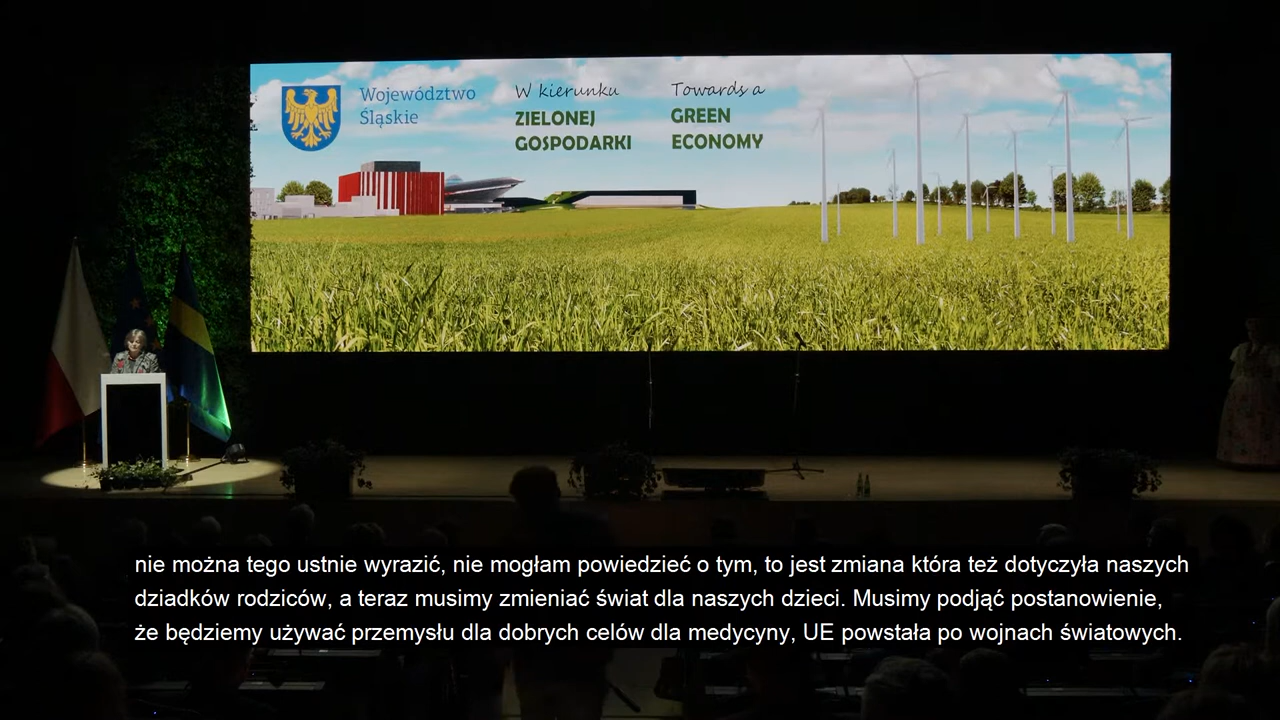 Województwo
Śląskie
W kierunku
ZIELONEJ
GOSPODARKI
Towards a
GREEN
ECONOMY
nie można tego ustnie wyrazić, nie mogłam powiedzieć o tym, to jest zmiana która też dotyczyła naszych
dziadków rodziców, a teraz musimy zmieniać świat dla naszych dzieci. Musimy podjąć postanowienie,
że będziemy używać przemysłu dla dobrych celów dla medycyny, UE powstała po wojnach światowych.